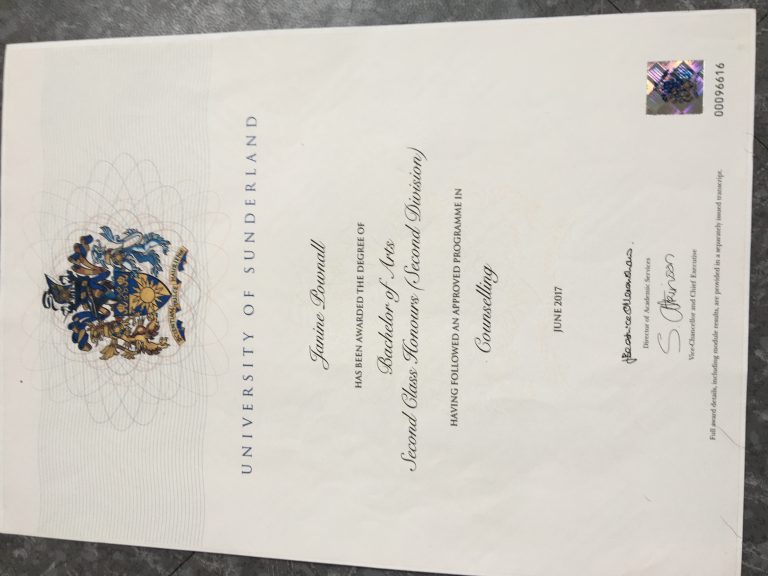 UNIVERSITY OF SUNDERLAND
Janine Pownall
HAS BEEN AWARDED THE DEGREE OF
Bachelor of Arts
Second Class Honours (Second Division)
HAVING FOLLOWED AN APPROVED PROGRAMME IN
Counselling
JUNE 2017
Director of Academic Services
S Atkinson
Vice-Chancellor and Chief Executive
Full award details, including module results, are provided in a separately issued transcript.
00096616